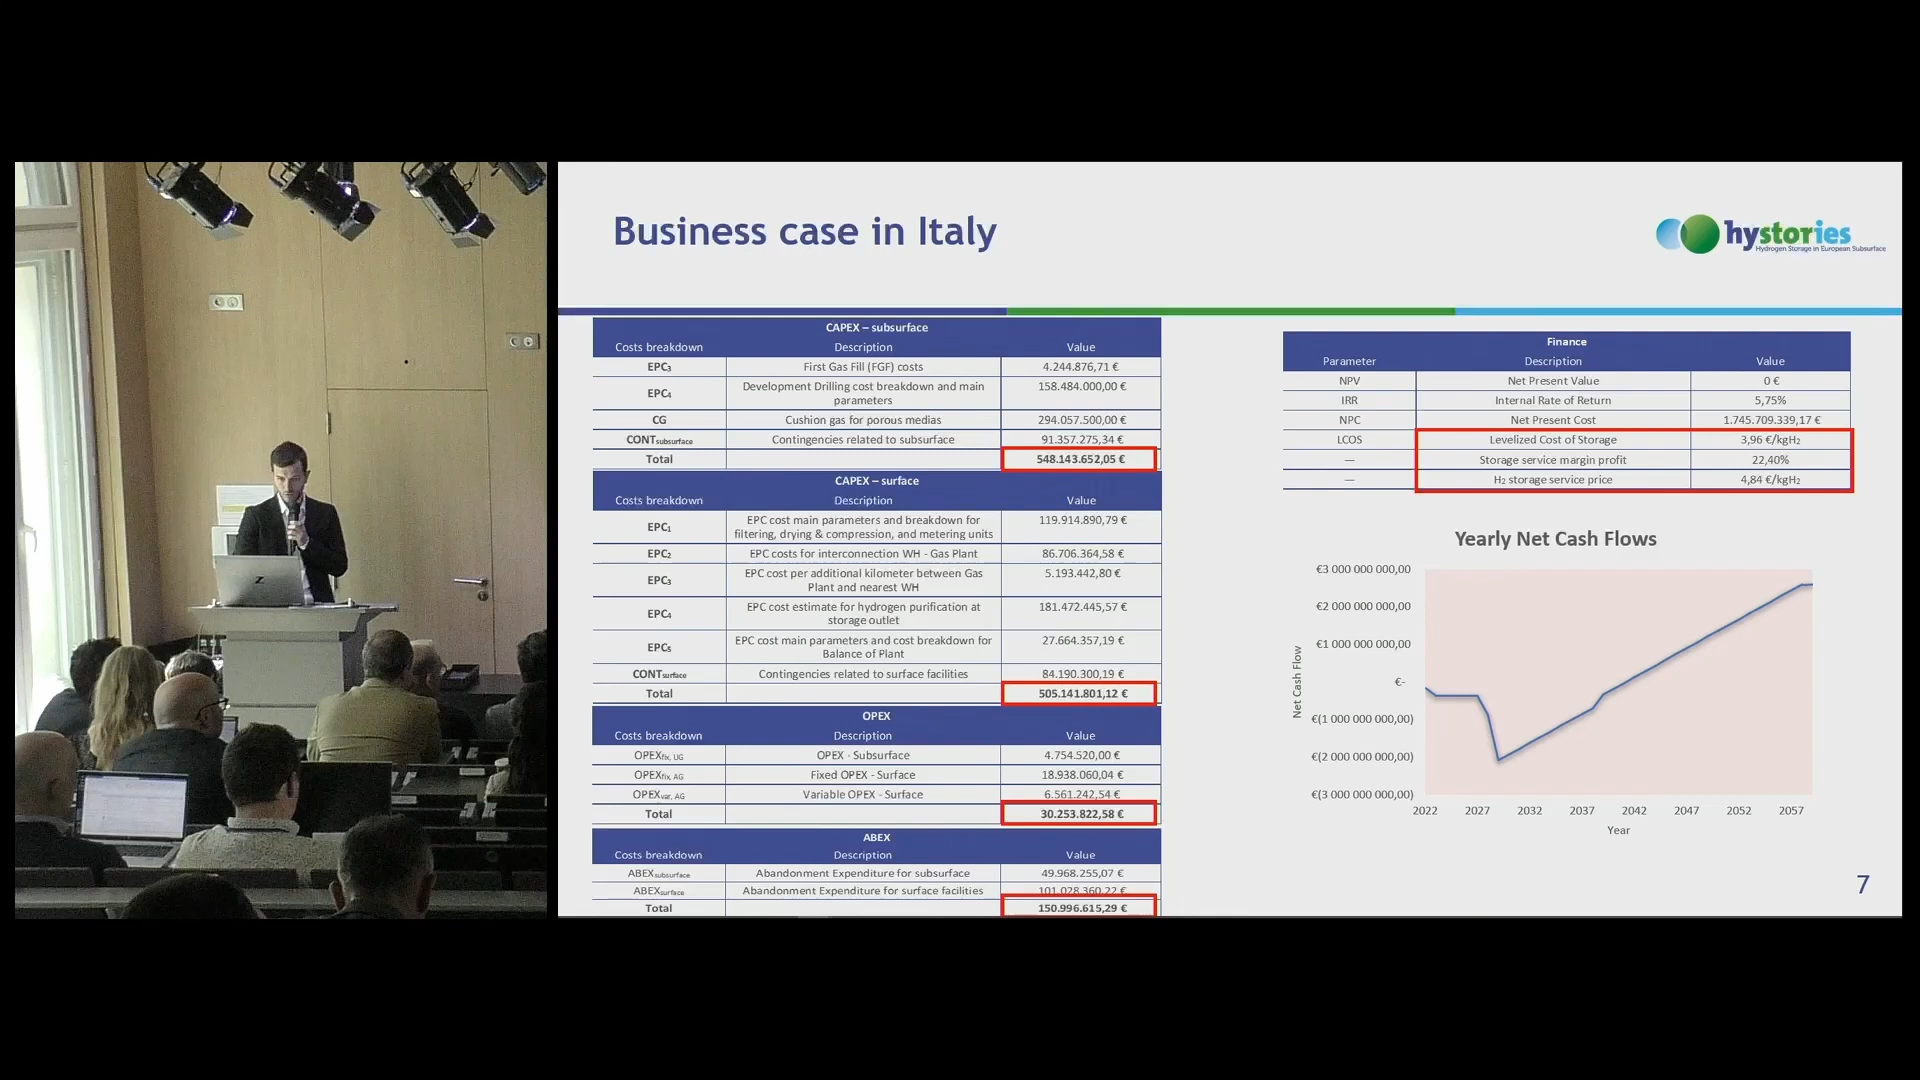 Business case in Italy
hystories
Hydrogen Storage in European Subsurface
CAPEX – subsurface
Costs breakdown Description Value
EPC₃ First Gas Fill (FGF) costs 4.244.876,71 €
EPC₄ Development Drilling cost breakdown and main parameters 158.484.000,00 €
CG Cushion gas for porous medias 294.057.500,00 €
CONTsubsurface Contingencies related to subsurface 91.357.275,34 €
Total 548.143.652,05 €
CAPEX – surface
Costs breakdown Description Value
EPC₁ EPC cost main parameters and breakdown for filtering, drying & compression, and metering units 119.914.890,79 €
EPC₂ EPC costs for interconnection WH - Gas Plant 86.706.364,58 €
EPC₃ EPC cost per additional kilometer between Gas Plant and nearest WH 5.193.442,80 €
EPC₄ EPC cost estimate for hydrogen purification at storage outlet 181.472.445,57 €
EPC₅ EPC cost main parameters and cost breakdown for Balance of Plant 27.664.357,19 €
CONTsurface Contingencies related to surface facilities 84.190.300,19 €
Total 505.141.801,12 €
OPEX
Costs breakdown Description Value
OPEXfix, UG OPEX - Subsurface 4.754.520,00 €
OPEXfix, AG Fixed OPEX - Surface 18.938.060,04 €
OPEXvar, AG Variable OPEX - Surface 6.561.242,54 €
Total 30.253.822,58 €
ABEX
Costs breakdown Description Value
ABEXsubsurface Abandonment Expenditure for subsurface 49.968.255,07 €
ABEXsurface Abandonment Expenditure for surface facilities 101.028.360,22 €
Total 150.996.615,29 €
Finance
Parameter Description Value
NPV Net Present Value 0 €
IRR Internal Rate of Return 5,75%
NPC Net Present Cost 1.745.709.339,17 €
LCOS Levelized Cost of Storage 3,96 €/kgH₂
— Storage service margin profit 22,40%
— H₂ storage service price 4,84 €/kgH₂
Yearly Net Cash Flows
€3 000 000 000,00
€2 000 000 000,00
€1 000 000 000,00
€-
€(1 000 000 000,00)
€(2 000 000 000,00)
€(3 000 000 000,00)
Net Cash Flow
2022 2027 2032 2037 2042 2047 2052 2057
Year
7